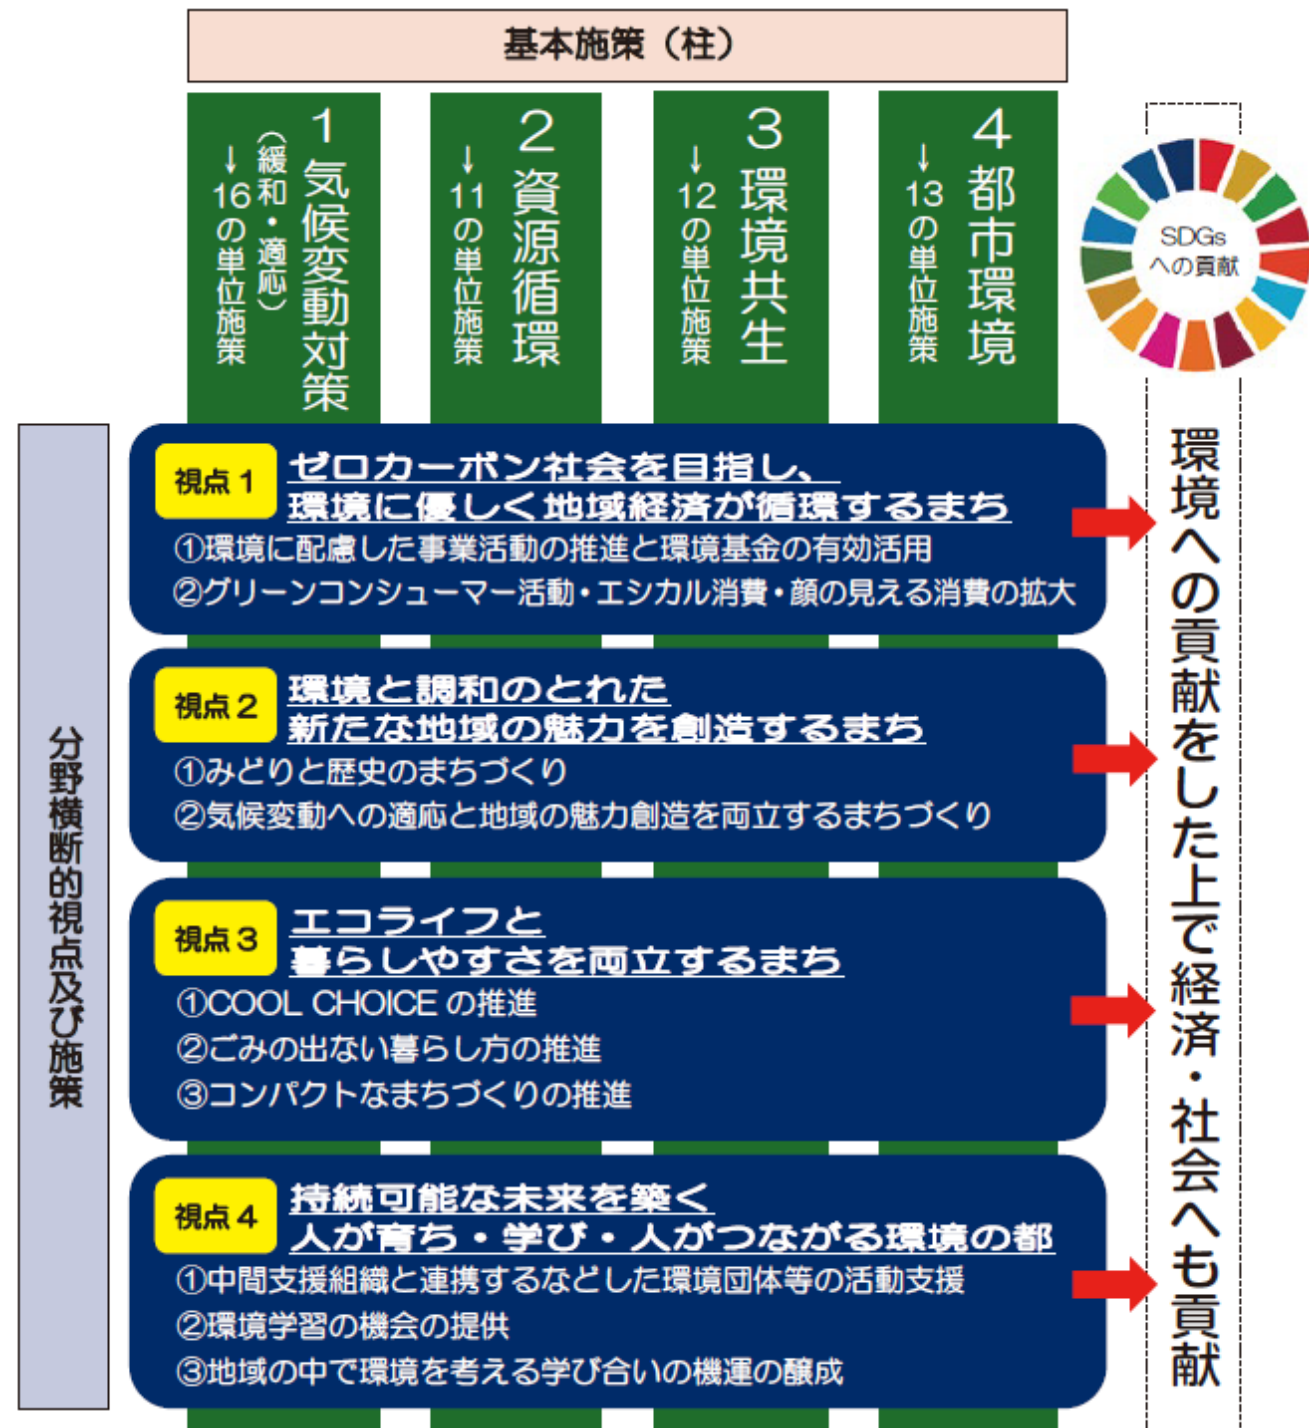 基本施策（柱）
1 気候変動対策
（緩和・適応）
↓16の単位施策
2 資源循環
↓11の単位施策
3 環境共生
↓12の単位施策
4 都市環境
↓13の単位施策
SDGs
への貢献
分野横断的視点及び施策
視点1
ゼロカーボン社会を目指し、
環境に優しく地域経済が循環するまち
①環境に配慮した事業活動の推進と環境基金の有効活用
②グリーンコンシューマー活動・エシカル消費・顔の見える消費の拡大
視点2
環境と調和のとれた
新たな地域の魅力を創造するまち
①みどりと歴史のまちづくり
②気候変動への適応と地域の魅力創造を両立するまちづくり
視点3
エコライフと
暮らしやすさを両立するまち
①COOL CHOICE の推進
②ごみの出ない暮らし方の推進
③コンパクトなまちづくりの推進
視点4
持続可能な未来を築く
人が育ち・学び・人がつながる環境の都
①中間支援組織と連携するなどした環境団体等の活動支援
②環境学習の機会の提供
③地域の中で環境を考える学び合いの機運の醸成
環境への貢献をした上で経済・社会へも貢献